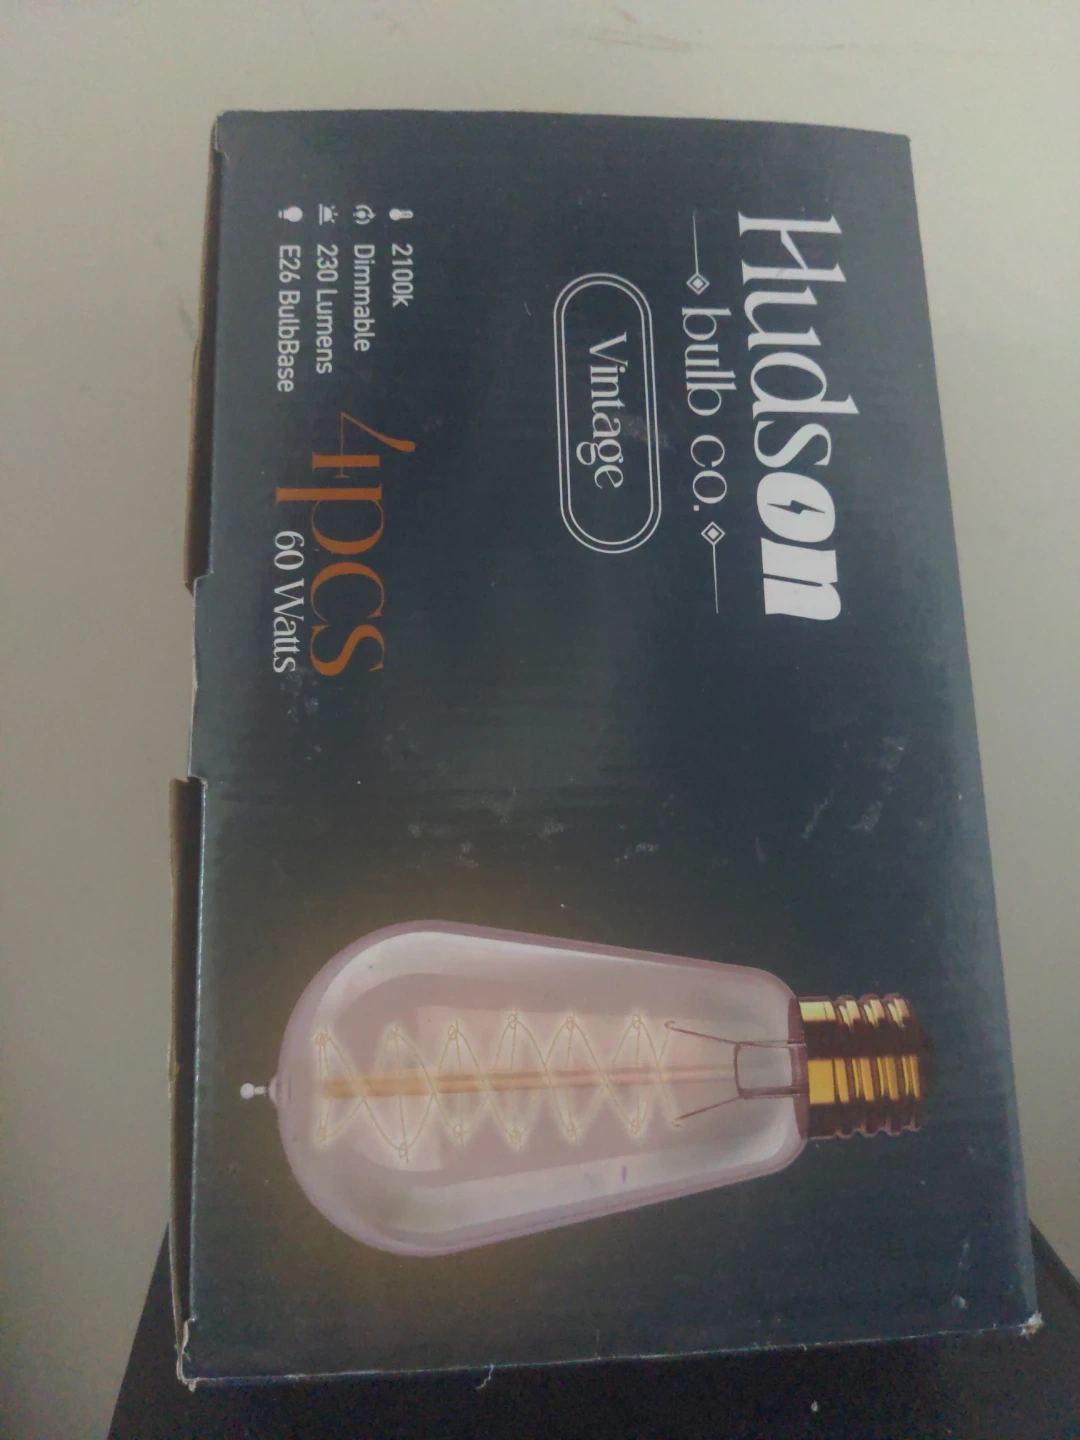 Hudson
bulb co.
Vintage
2100k
Dimmable
230 Lumens
E26 BulbBase
4pcs
60 Watts